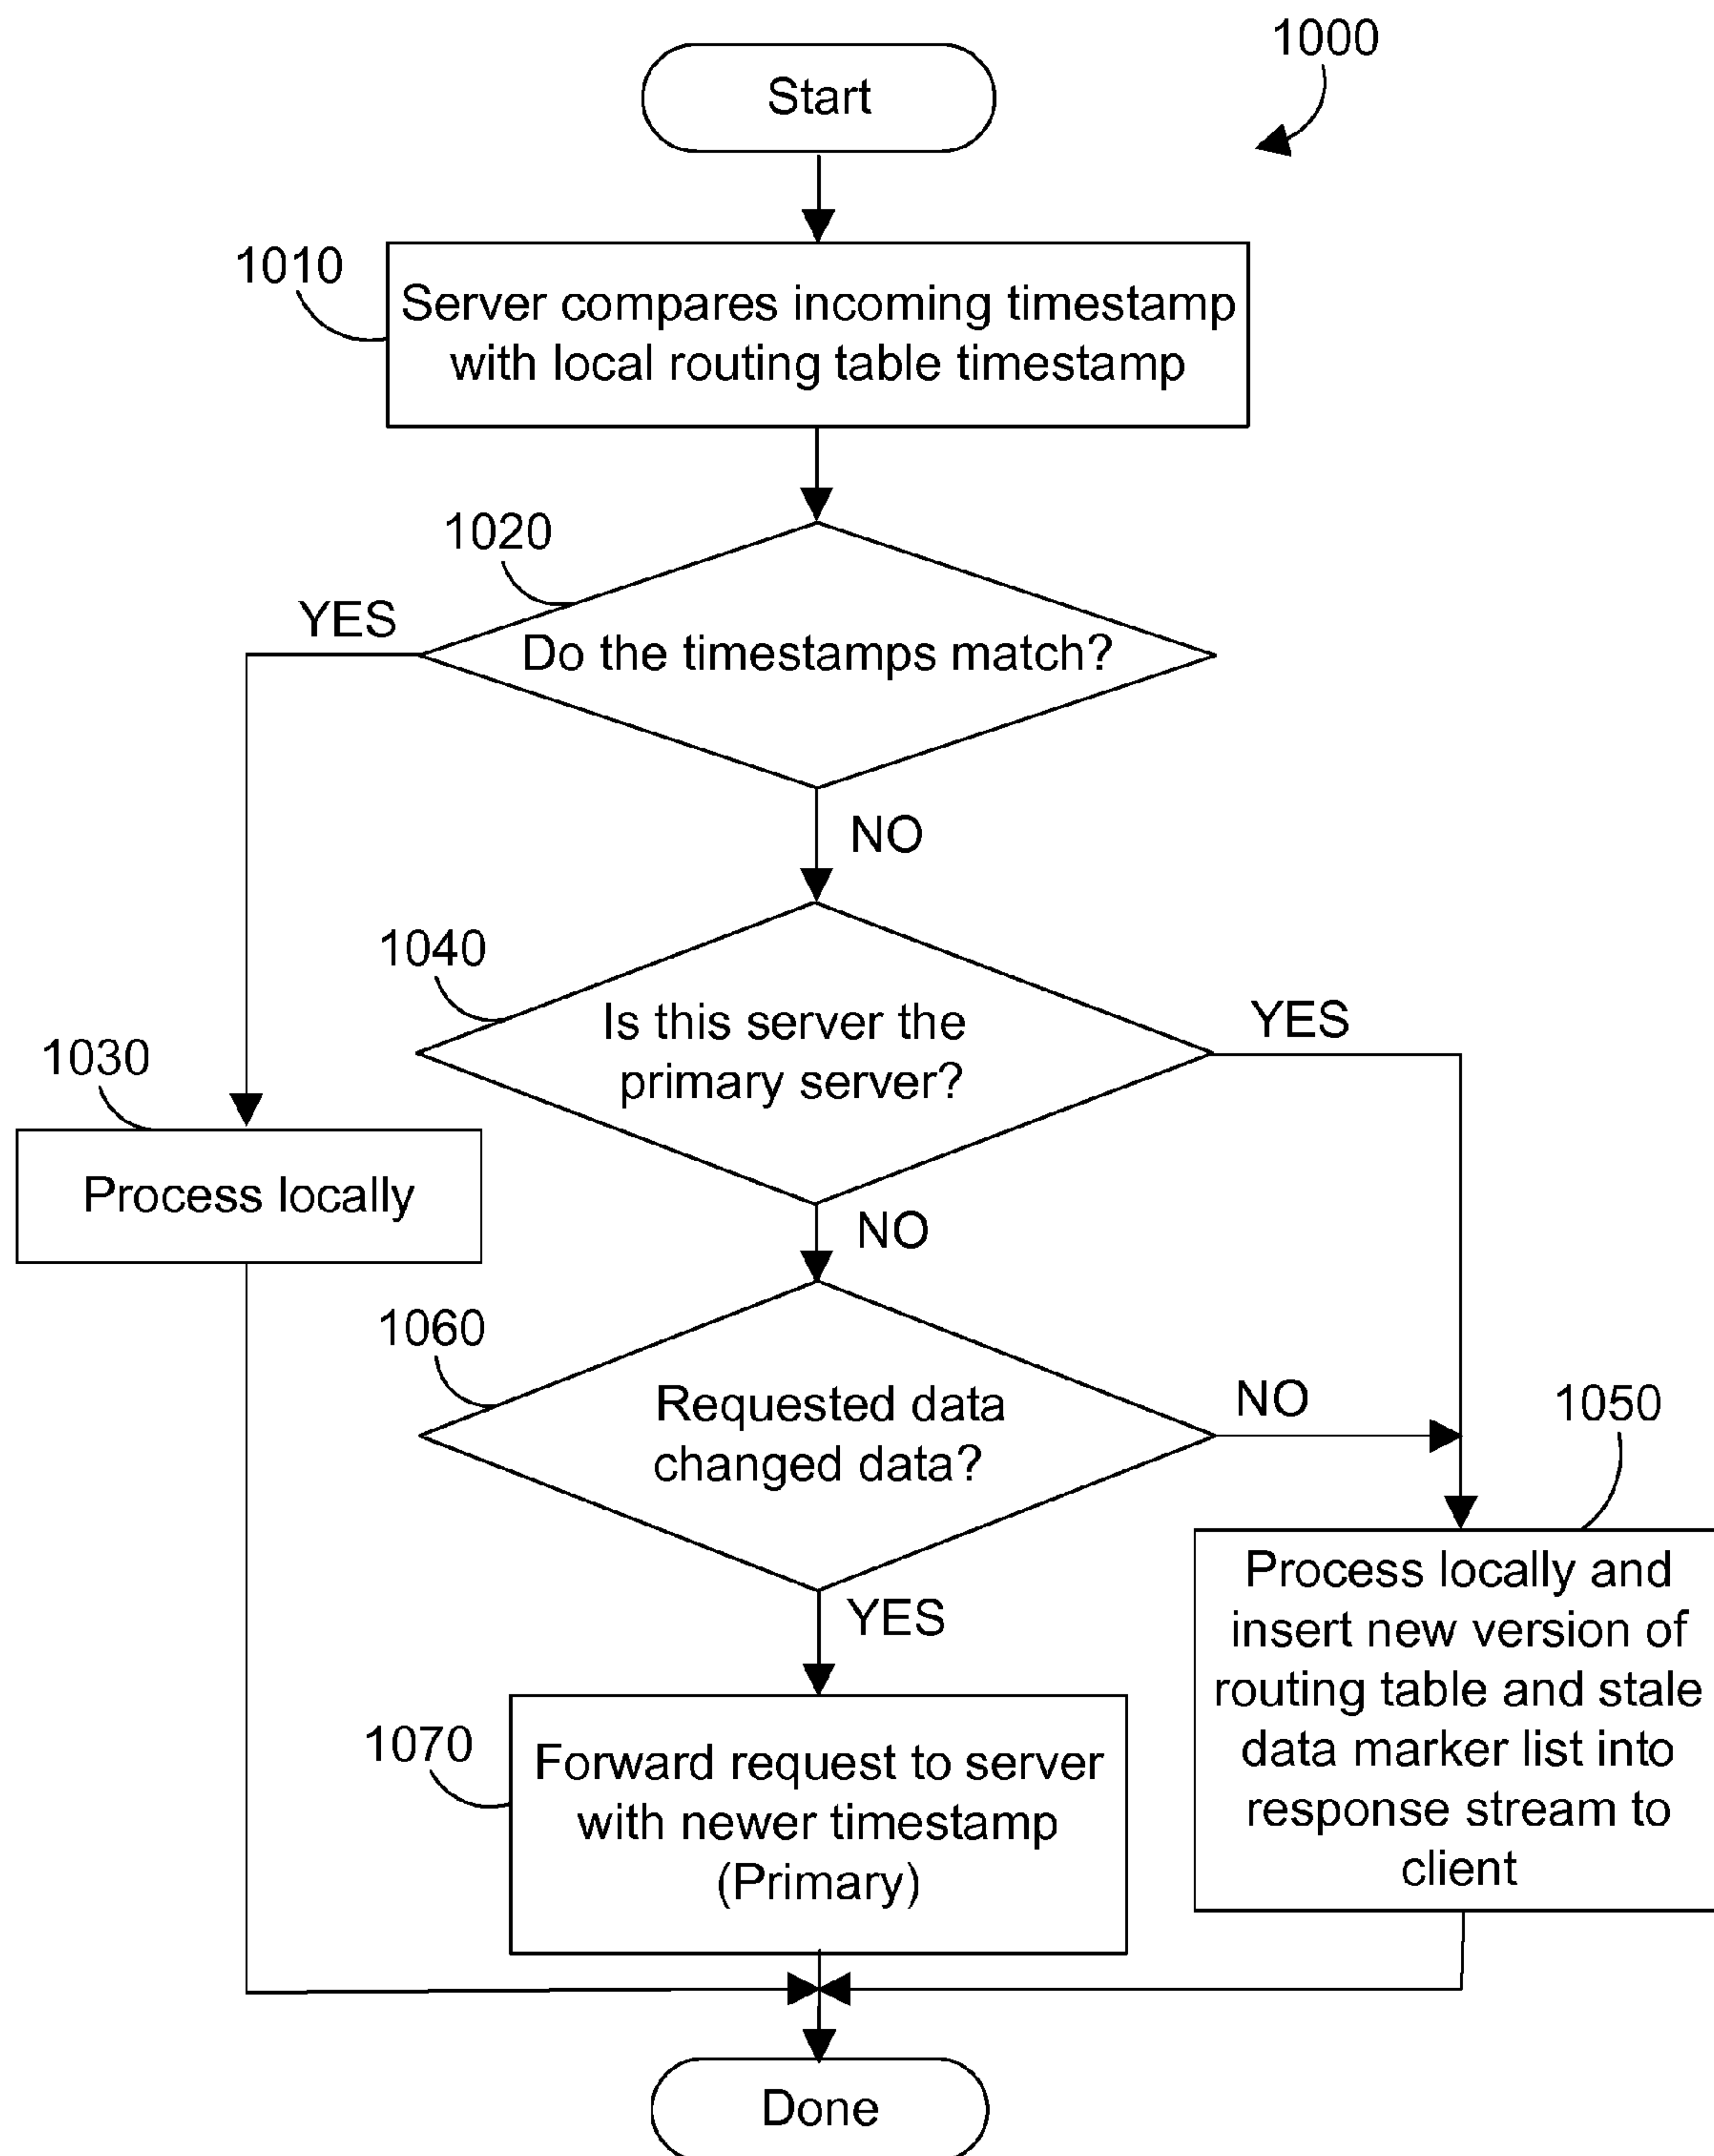 1000
Start
1010
Server compares incoming timestamp
with local routing table timestamp
1020
YES
Do the timestamps match?
NO
1040
Is this server the
primary server?
YES
1030
Process locally
NO
1060
Requested data
changed data?
NO
1050
YES
Process locally and
insert new version of
routing table and stale
data marker list into
response stream to
client
1070
Forward request to server
with newer timestamp
(Primary)
Done